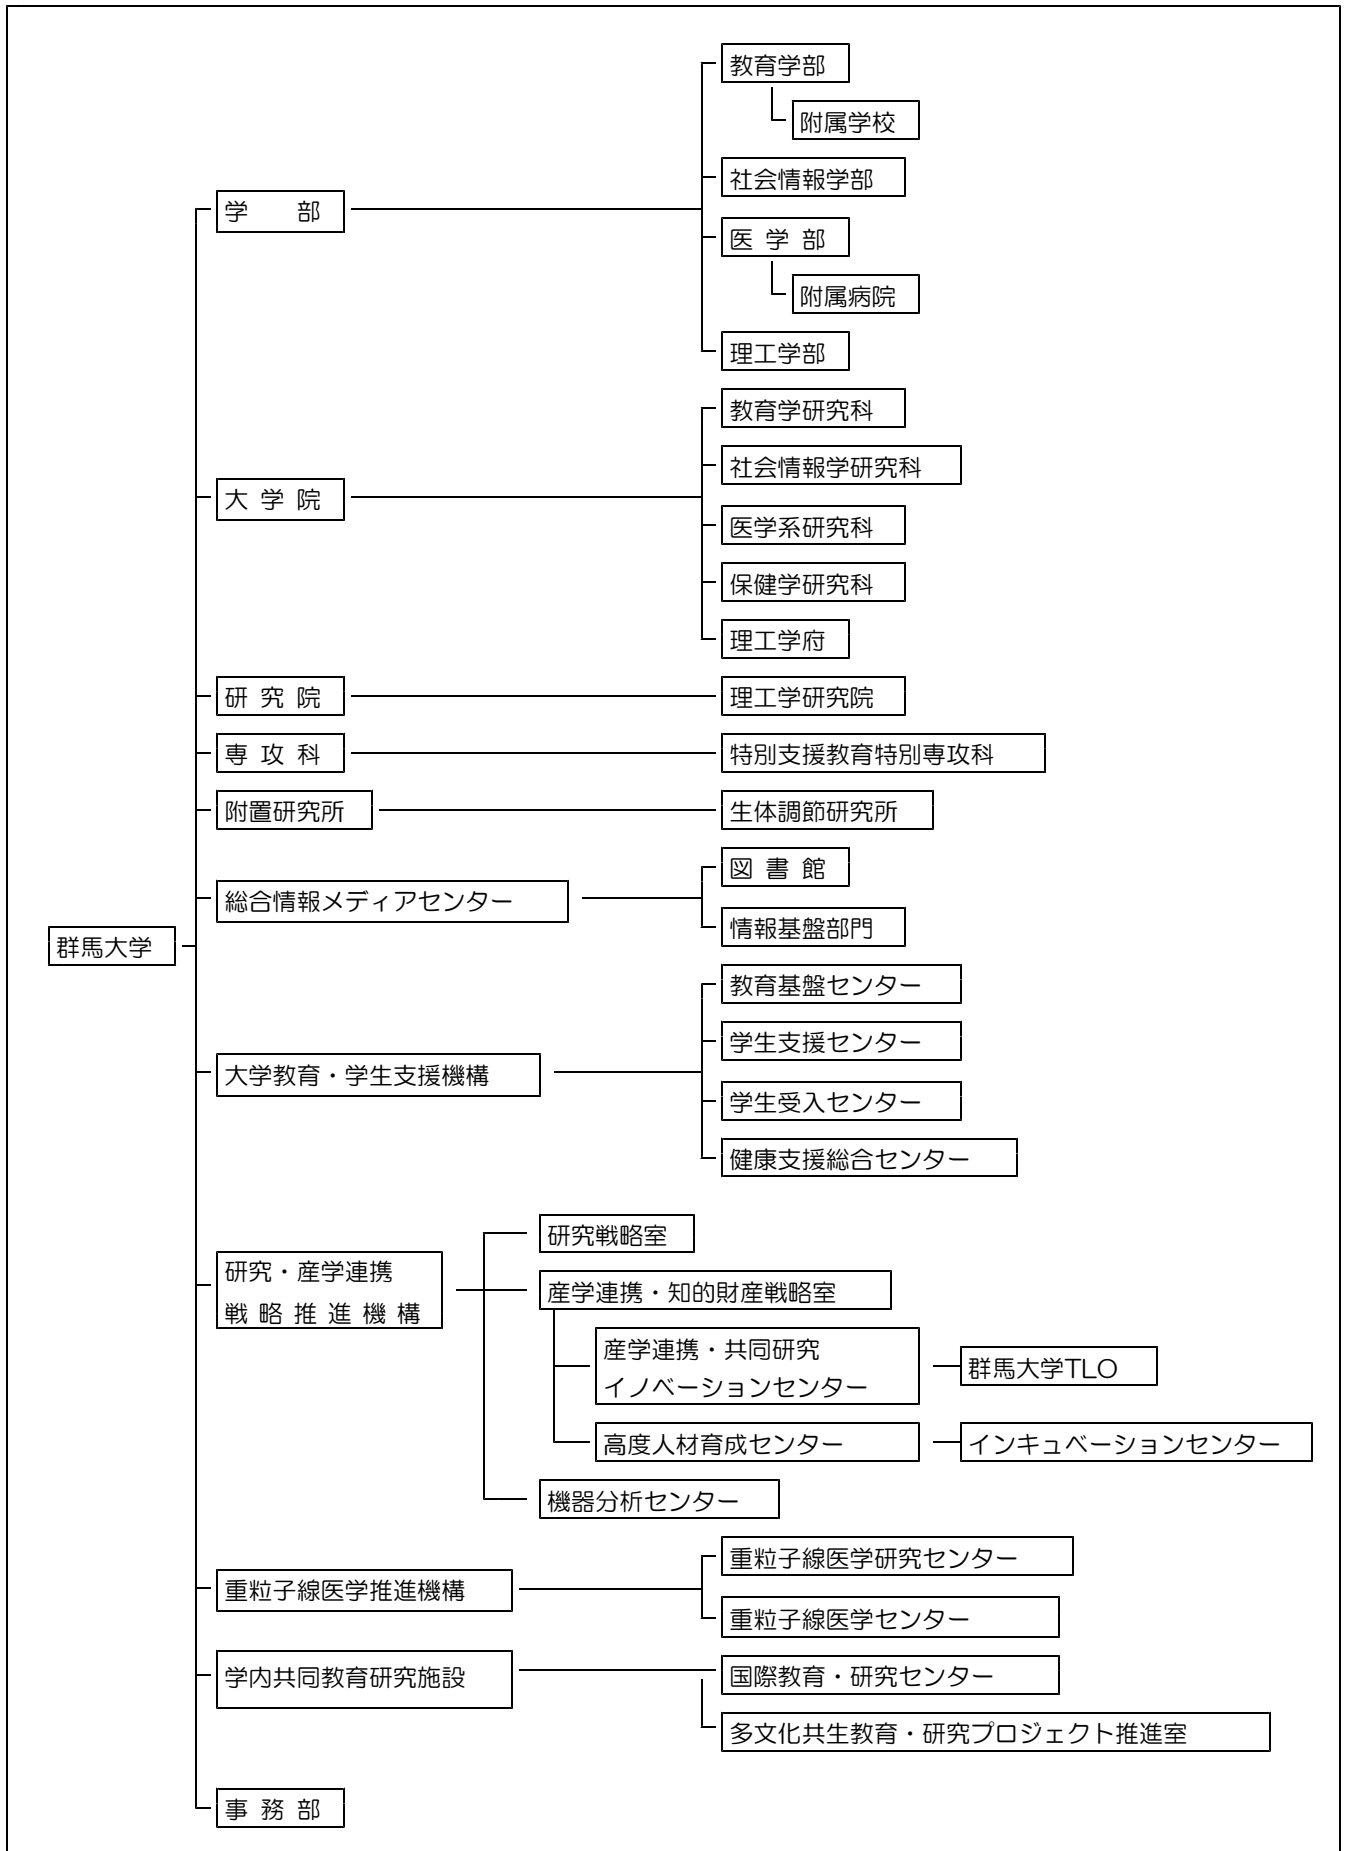 群馬大学
学　　部
教育学部
附属学校
社会情報学部
医 学 部
附属病院
理工学部
大 学 院
教育学研究科
社会情報学研究科
医学系研究科
保健学研究科
理工学府
研 究 院
理工学研究院
専 攻 科
特別支援教育特別専攻科
附置研究所
生体調節研究所
総合情報メディアセンター
図 書 館
情報基盤部門
大学教育・学生支援機構
教育基盤センター
学生支援センター
学生受入センター
健康支援総合センター
研究・産学連携
戦 略 推 進 機 構
研究戦略室
産学連携・知的財産戦略室
産学連携・共同研究
イノベーションセンター
群馬大学TLO
高度人材育成センター
インキュベーションセンター
機器分析センター
重粒子線医学推進機構
重粒子線医学研究センター
重粒子線医学センター
学内共同教育研究施設
国際教育・研究センター
多文化共生教育・研究プロジェクト推進室
事 務 部